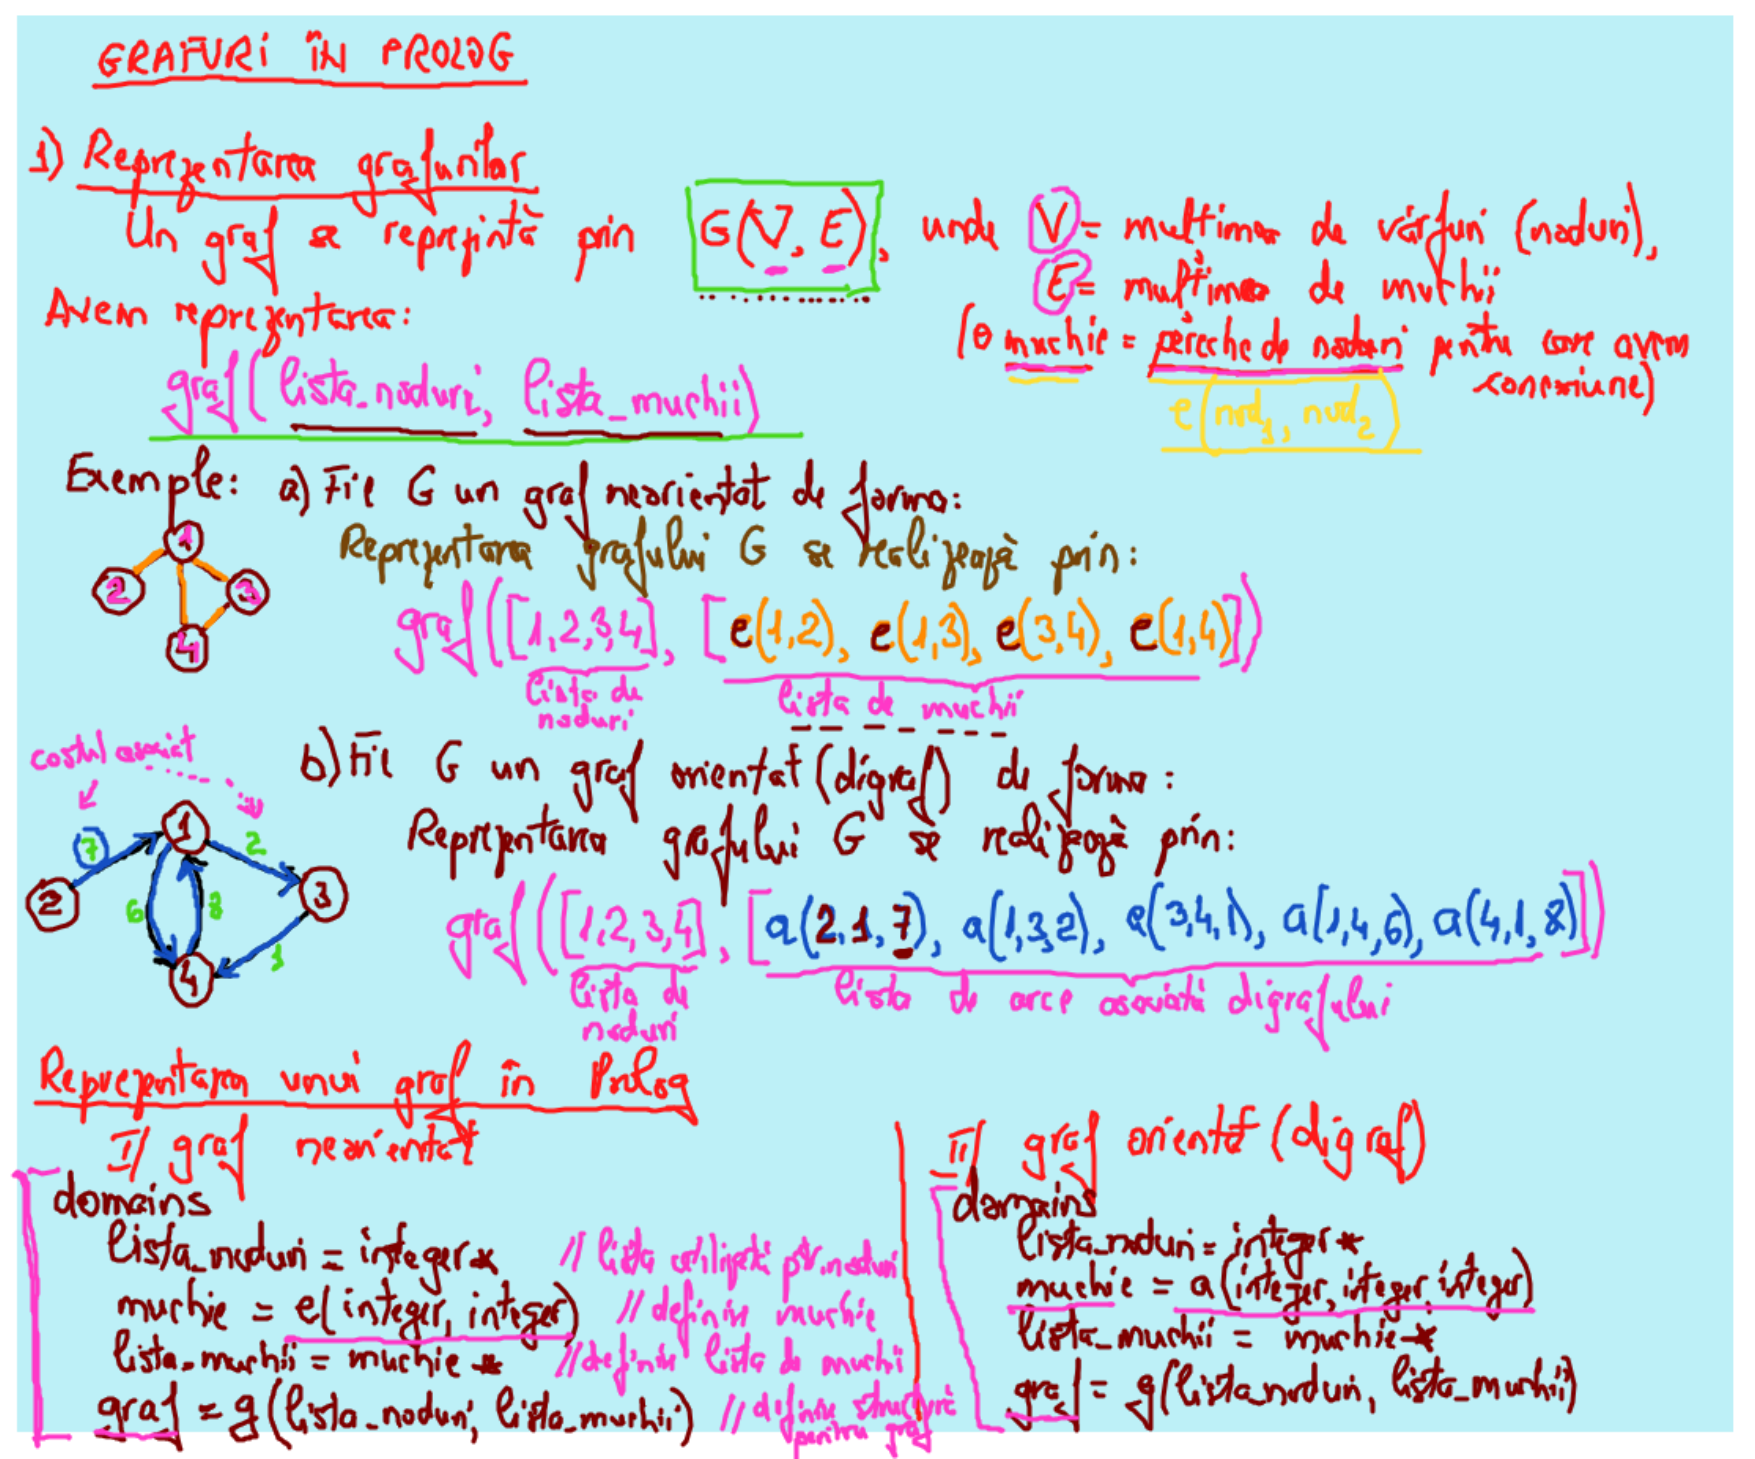 GRAFURI ÎN PROLOG
1) Reprezentarea grafurilor
Un graf se reprezintă prin G(V, E), unde V = mulțimea de vârfuri (noduri),
E = mulțimea de muchii
(o muchie = pereche de noduri pentru care avem
conexiune)
e(nod1, nod2)
Avem reprezentarea:
graf(lista_noduri, lista_muchii)
Exemple: a) Fie G un graf neorientat de forma:
1
2
3
4
Reprezentarea grafului G se realizează prin:
graf([1,2,3,4], [e(1,2), e(1,3), e(3,4), e(1,4)])
lista de
noduri
lista de muchii
costul asociat
b) Fie G un graf orientat (digraf) de forma:
1
7
2
2
3
6
8
1
4
Reprezentarea grafului G se realizează prin:
graf(([1,2,3,4], [a(2,1,7), a(1,3,2), a(3,4,1), a(1,4,6), a(4,1,8)]))
lista de
noduri
lista de arce asociată digrafului
Reprezentarea unui graf în Prolog
I/ graf neorientat
domains
lista_noduri = integer* // lista utilizată ptr. noduri
muchie = e(integer, integer) // definire muchie
lista_muchii = muchie* // definire lista de muchii
graf = g(lista_noduri, lista_muchii) // definire structură
pentru graf
II/ graf orientat (digraf)
domains
lista_noduri = integer*
muchie = a(integer, integer, integer)
lista_muchii = muchie*
graf = g(lista_noduri, lista_muchii)